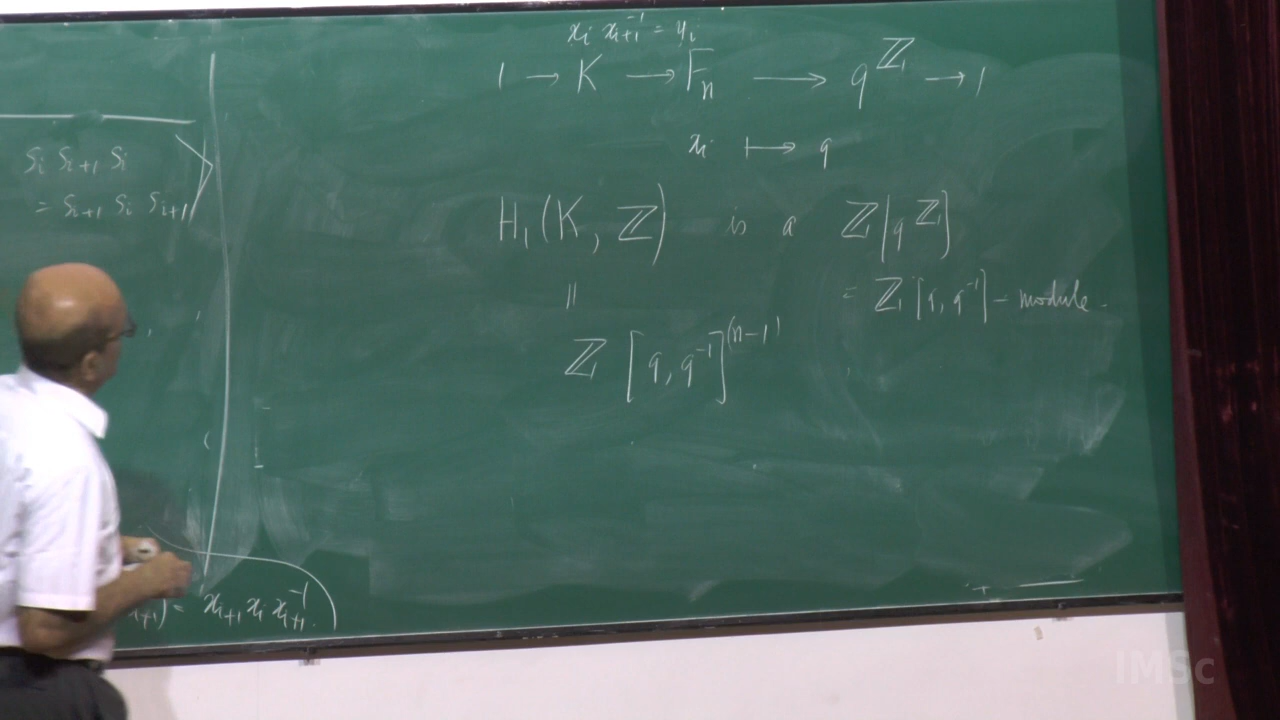 s_i s_{i+1} s_i
= s_{i+1} s_i s_{i+1}
x_i x_{i+1}^{-1} = y_i
1 → K → F_n → q^ℤ → 1
x_i ↦ q
H_1(K, ℤ) is a ℤ[q^ℤ]
= ℤ[q, q^{-1}] - module.
||
ℤ[q, q^{-1}]^{(n-1)}
= x_{i+1} x_i x_{i+1}^{-1}.
IMSc